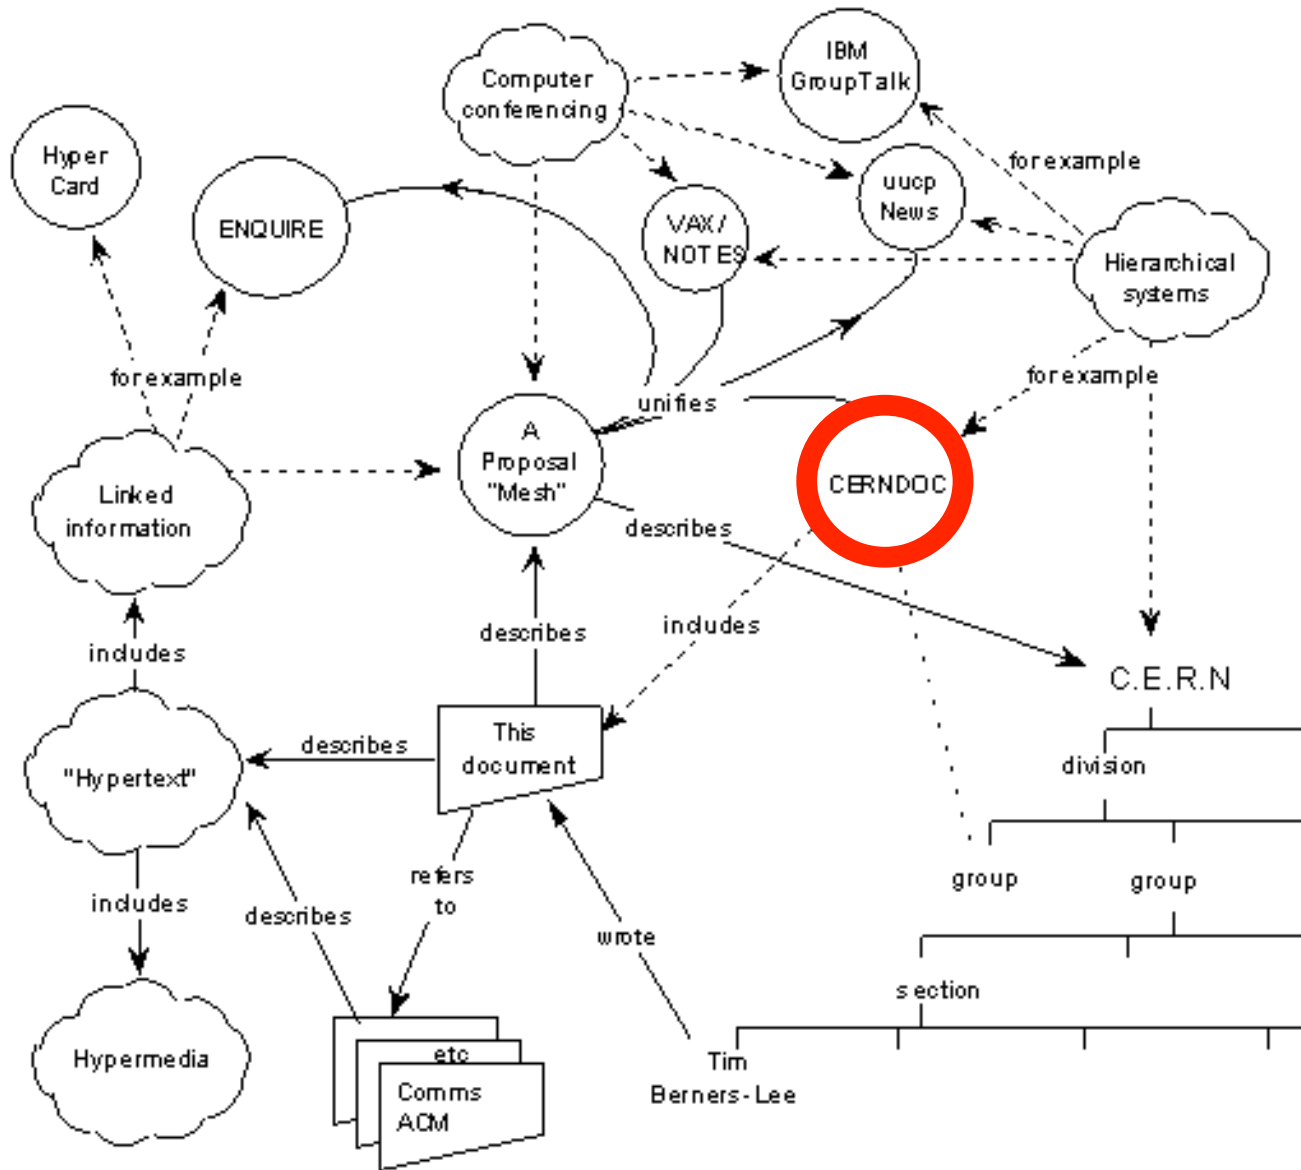 IBM
GroupTalk
Computer
conferencing
Hyper
Card
for example
uucp
News
ENQUIRE
VAX/
NOTES
Hierarchical
systems
for example
for example
unifies
A
Proposal
"Mesh"
CERNDOC
Linked
information
describes
includes
describes
includes
C.E.R.N
This
document
describes
"Hypertext"
division
refers
to
group
group
includes
describes
wrote
section
Hypermedia
etc
Comms
ACM
Tim
Berners-Lee